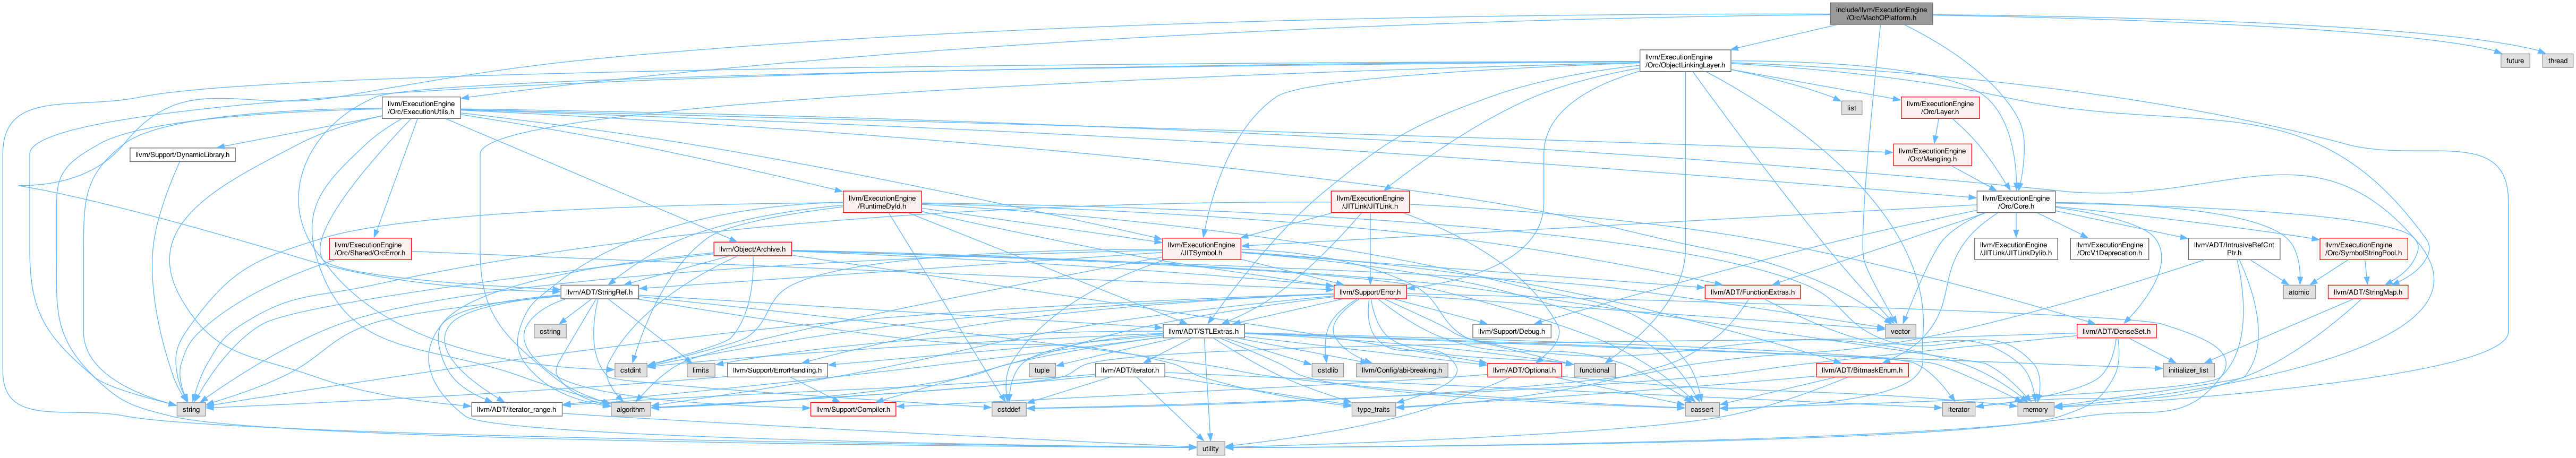 include/llvm/ExecutionEngine
/Orc/MachOPlatform.h
llvm/ExecutionEngine
/Orc/ObjectLinkingLayer.h
future
thread
llvm/ExecutionEngine
/Orc/ExecutionUtils.h
list
llvm/ExecutionEngine
/Orc/Layer.h
llvm/Support/DynamicLibrary.h
llvm/ExecutionEngine
/Orc/Mangling.h
llvm/ExecutionEngine
/RuntimeDyld.h
llvm/ExecutionEngine
/JITLink/JITLink.h
llvm/ExecutionEngine
/Orc/Core.h
llvm/ExecutionEngine
/Orc/Shared/OrcError.h
llvm/Object/Archive.h
llvm/ExecutionEngine
/JITSymbol.h
llvm/ExecutionEngine
/JITLink/JITLinkDylib.h
llvm/ExecutionEngine
/OrcV1Deprecation.h
llvm/ADT/IntrusiveRefCnt
Ptr.h
llvm/ExecutionEngine
/Orc/SymbolStringPool.h
llvm/ADT/StringRef.h
llvm/Support/Error.h
llvm/ADT/FunctionExtras.h
atomic
llvm/ADT/StringMap.h
cstring
llvm/ADT/STLExtras.h
llvm/Support/Debug.h
vector
llvm/ADT/DenseSet.h
cstdint
limits
llvm/Support/ErrorHandling.h
tuple
llvm/ADT/iterator.h
cstdlib
llvm/Config/abi-breaking.h
llvm/ADT/Optional.h
functional
llvm/ADT/BitmaskEnum.h
initializer_list
string
llvm/ADT/iterator_range.h
algorithm
llvm/Support/Compiler.h
cstddef
type_traits
cassert
iterator
memory
utility